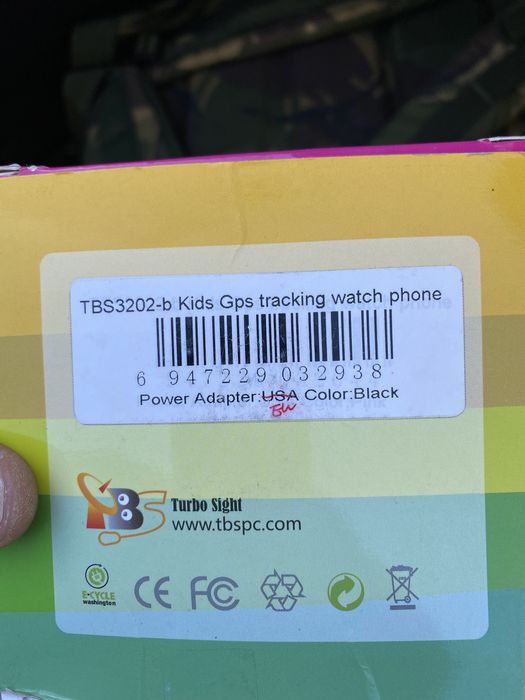 TBS3202-b Kids Gps tracking watch phone
6 947229 032938
Power Adapter:USA Color:Black
TBS Turbo Sight
www.tbspc.com
E-CYCLE
washington
CE FC